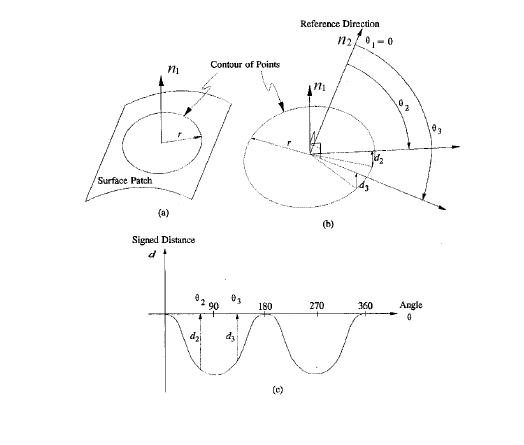 Reference Direction
n2 θ1 = 0
n1
Contour of Points
n1
θ2
θ3
r
r
d2
d3
Surface Patch
(a)
(b)
Signed Distance
d
θ2 90 θ3 180 270 360 Angle
θ
d2 d3
(c)